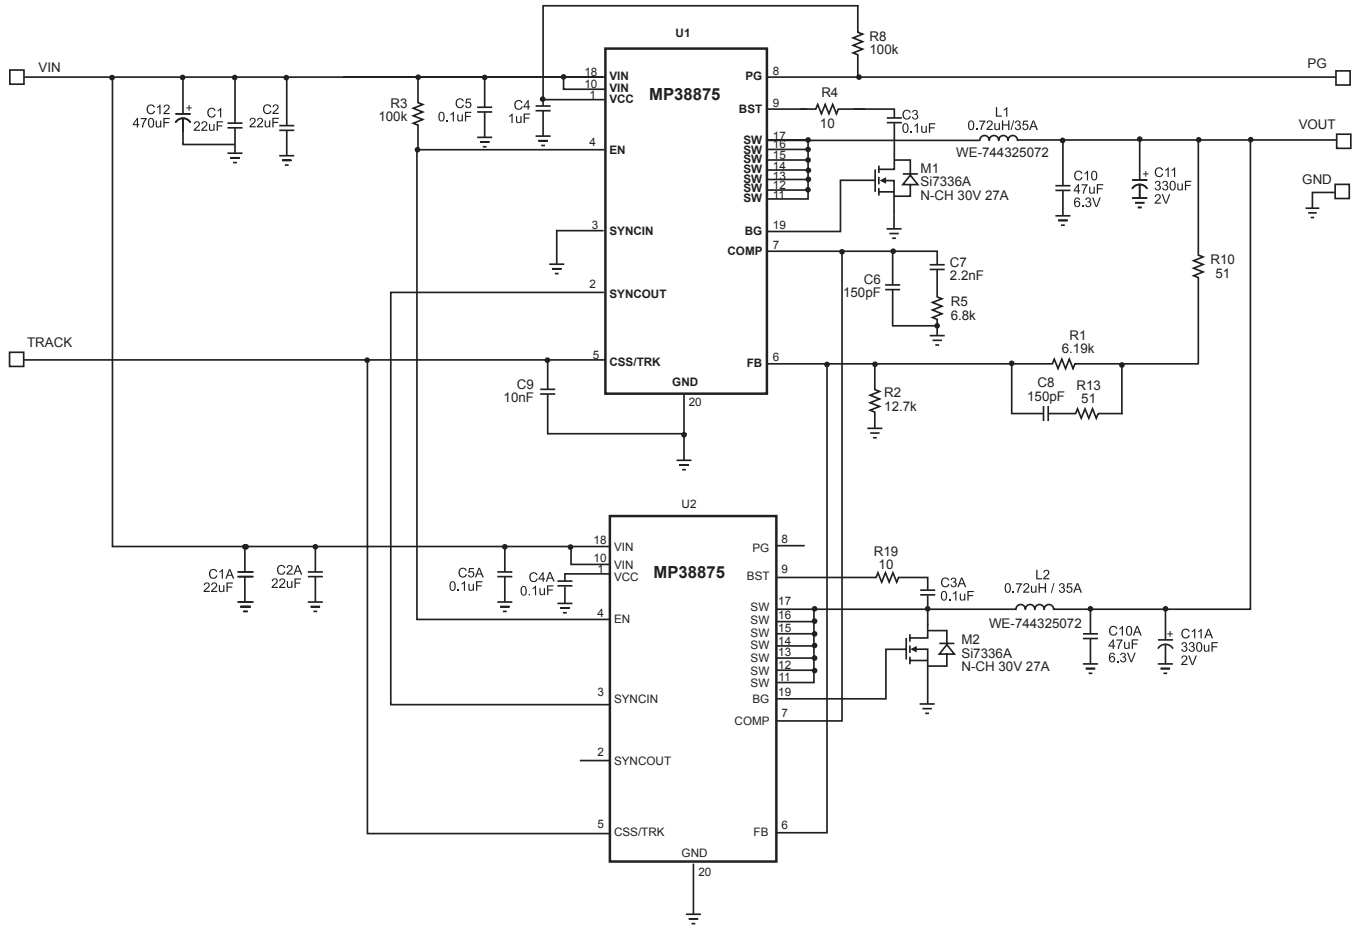 U1
R8
100k
VIN
PG
C12
470uF
+
C1
22uF
C2
22uF
R3
100k
C5
0.1uF
C4
1uF
18
10
1
VIN
VIN
VCC
MP38875
PG
8
BST
9
R4
10
C3
0.1uF
L1
0.72uH/35A
WE-744325072
VOUT
4
EN
SW
SW
SW
SW
SW
SW
SW
17
16
15
14
13
12
11
M1
Si7336A
N-CH 30V 27A
C10
47uF
6.3V
+
C11
330uF
2V
GND
3
SYNCIN
BG
19
COMP
7
C6
150pF
C7
2.2nF
R5
6.8k
R10
51
2
SYNCOUT
TRACK
5
CSS/TRK
FB
6
R1
6.19k
C8
150pF
R13
51
C9
10nF
GND
20
R2
12.7k
U2
18
10
1
VIN
VIN
VCC
MP38875
PG
8
BST
9
R19
10
C3A
0.1uF
C1A
22uF
C2A
22uF
C5A
0.1uF
C4A
0.1uF
L2
0.72uH / 35A
WE-744325072
4
EN
SW
SW
SW
SW
SW
SW
SW
17
16
15
14
13
12
11
M2
Si7336A
N-CH 30V 27A
C10A
47uF
6.3V
+
C11A
330uF
2V
3
SYNCIN
BG
19
COMP
7
2
SYNCOUT
5
CSS/TRK
FB
6
GND
20